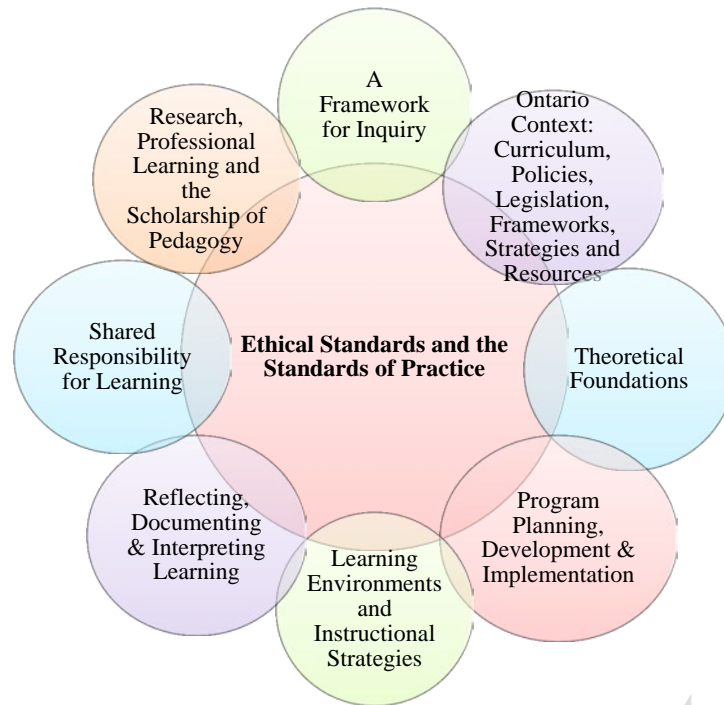 A
Framework
for Inquiry
Ontario
Context:
Curriculum,
Policies,
Legislation,
Frameworks,
Strategies and
Resources
Theoretical
Foundations
Program
Planning,
Development &
Implementation
Learning
Environments
and
Instructional
Strategies
Reflecting,
Documenting
& Interpreting
Learning
Shared
Responsibility
for Learning
Research,
Professional
Learning and
the
Scholarship of
Pedagogy
Ethical Standards and the
Standards of Practice